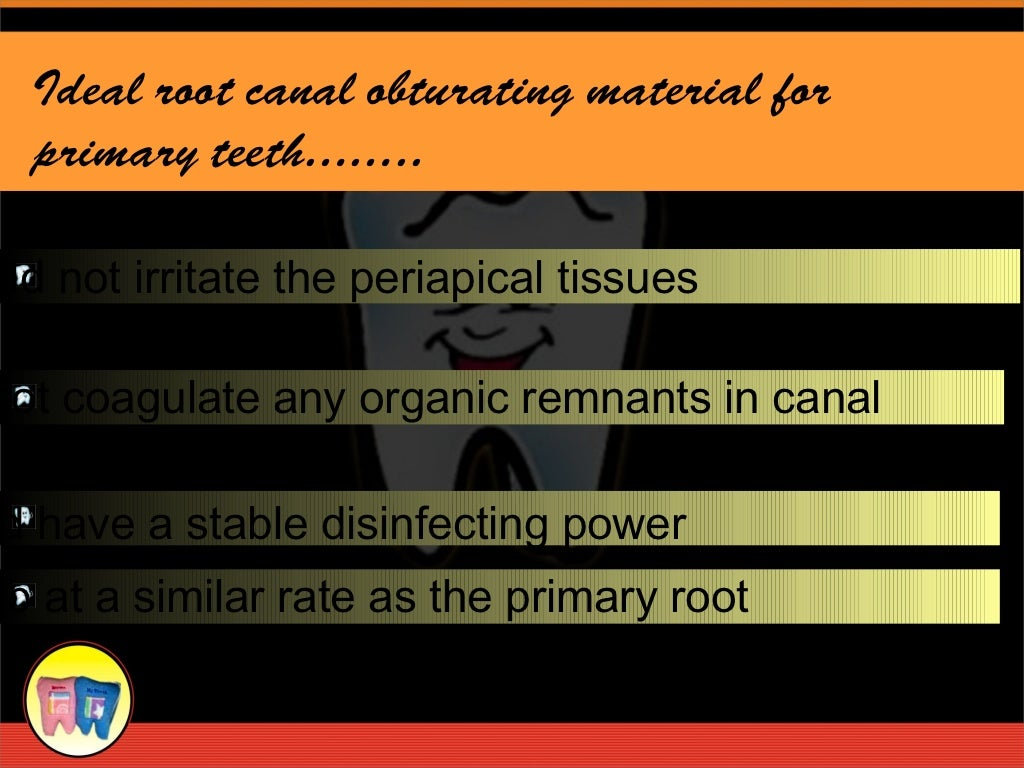 Ideal root canal obturating material for
primary teeth........
not irritate the periapical tissues
coagulate any organic remnants in canal
have a stable disinfecting power
at a similar rate as the primary root